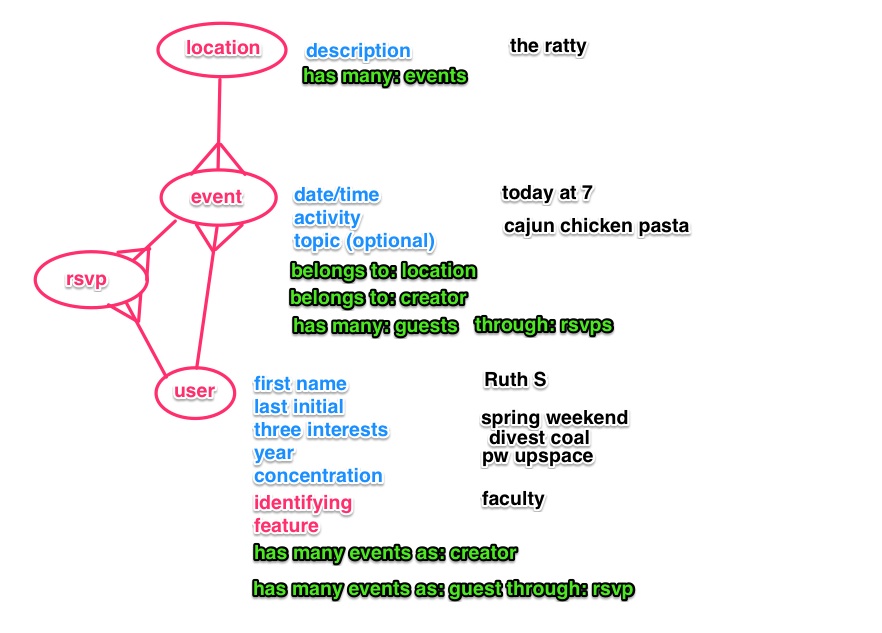 location
description
the ratty
has many: events
event
date/time
today at 7
activity
cajun chicken pasta
topic (optional)
belongs to: location
rsvp
belongs to: creator
has many: guests through: rsvps
user
first name
Ruth S
last initial
spring weekend
three interests
divest coal
year
pw upspace
concentration
identifying
faculty
feature
has many events as: creator
has many events as: guest through: rsvp